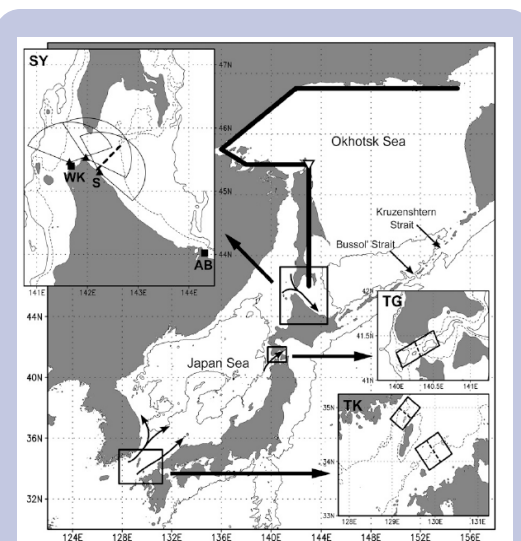 SY
47N
46N
45N
44N
WK
S
AB
141E
142E
143E
144E
Okhotsk Sea
Kruzenshtern
Strait
Bussol' Strait
TG
41.5N
41N
140E
140.5E
141E
Japan Sea
TK
35N
34N
33N
128E
129E
130E
131E
44N
40N
36N
32N
124E
128E
132E
136E
140E
144E
148E
152E
156E